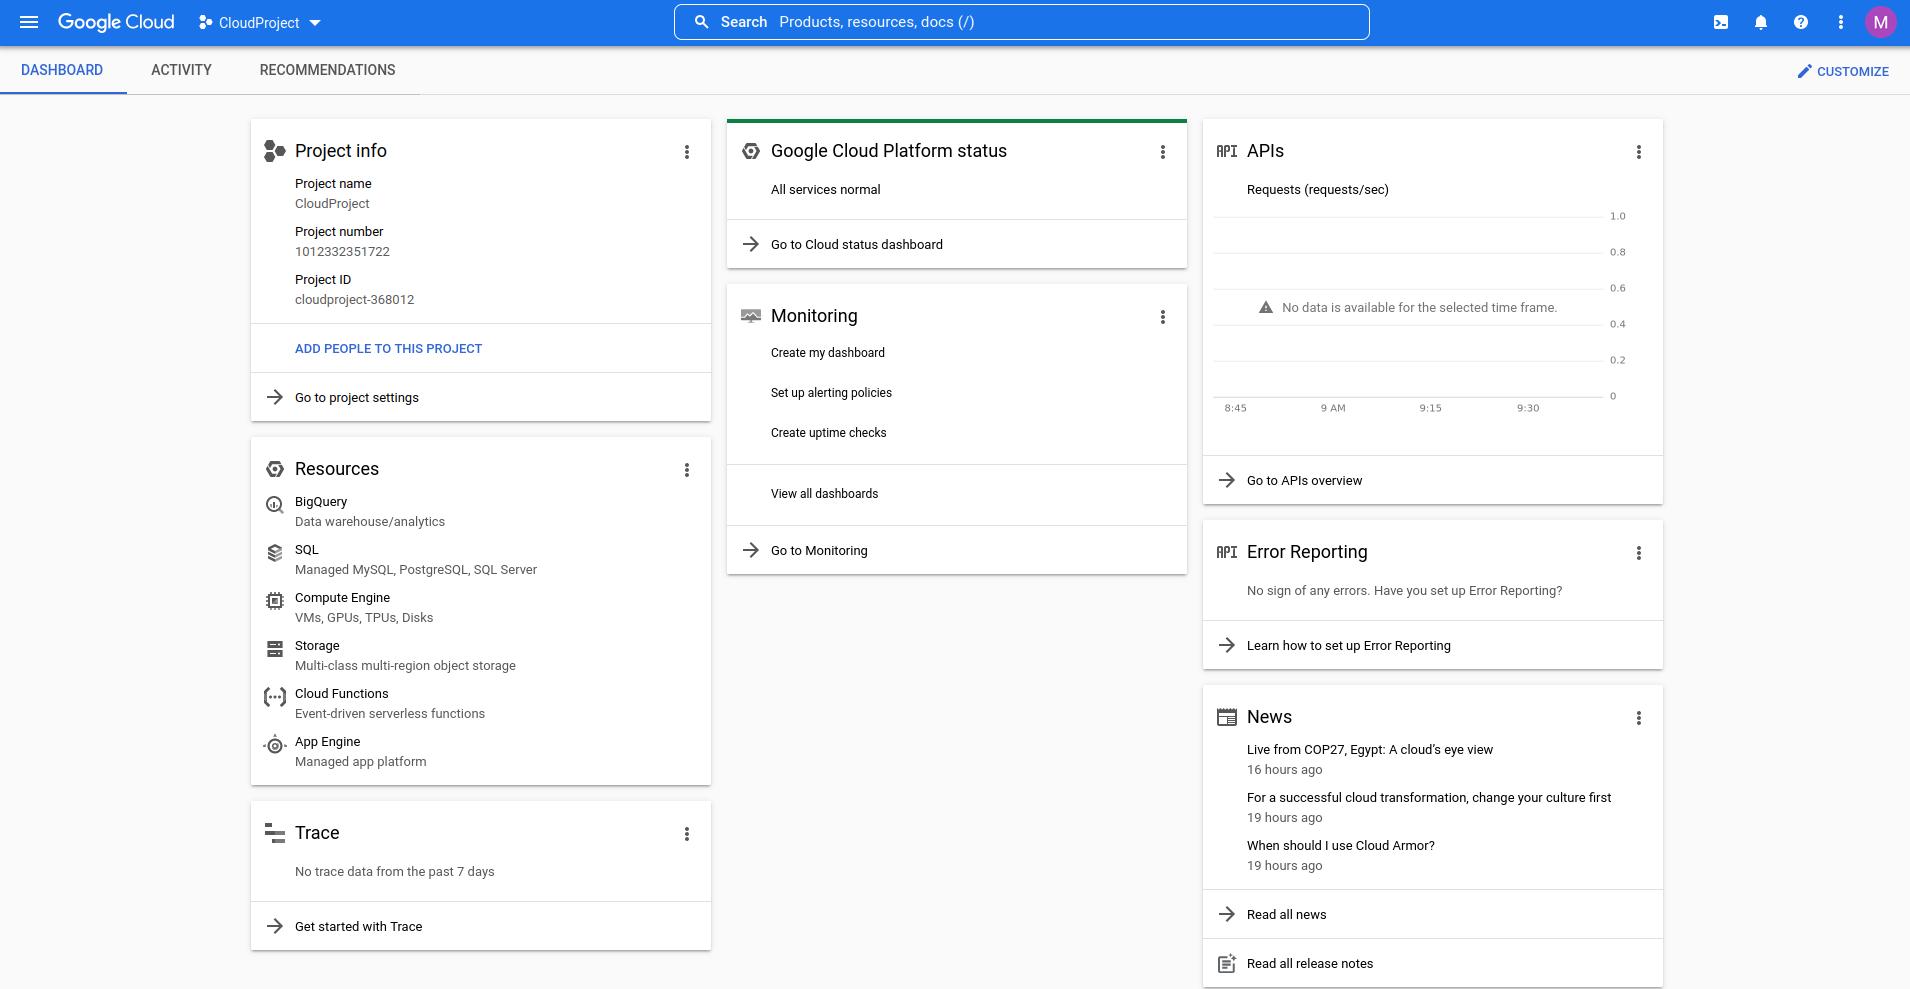 Google Cloud
CloudProject
Search Products, resources, docs (/)
M
DASHBOARD
ACTIVITY
RECOMMENDATIONS
CUSTOMIZE
Project info
Project name
CloudProject
Project number
1012332351722
Project ID
cloudproject-368012
ADD PEOPLE TO THIS PROJECT
Go to project settings
Resources
BigQuery
Data warehouse/analytics
SQL
Managed MySQL, PostgreSQL, SQL Server
Compute Engine
VMs, GPUs, TPUs, Disks
Storage
Multi-class multi-region object storage
Cloud Functions
Event-driven serverless functions
App Engine
Managed app platform
Trace
No trace data from the past 7 days
Get started with Trace
Google Cloud Platform status
All services normal
Go to Cloud status dashboard
Monitoring
Create my dashboard
Set up alerting policies
Create uptime checks
View all dashboards
Go to Monitoring
API APIs
Requests (requests/sec)
1.0
0.8
0.6
No data is available for the selected time frame.
0.4
0.2
0
8:45 9 AM 9:15 9:30
Go to APIs overview
API Error Reporting
No sign of any errors. Have you set up Error Reporting?
Learn how to set up Error Reporting
News
Live from COP27, Egypt: A cloud’s eye view
16 hours ago
For a successful cloud transformation, change your culture first
19 hours ago
When should I use Cloud Armor?
19 hours ago
Read all news
Read all release notes